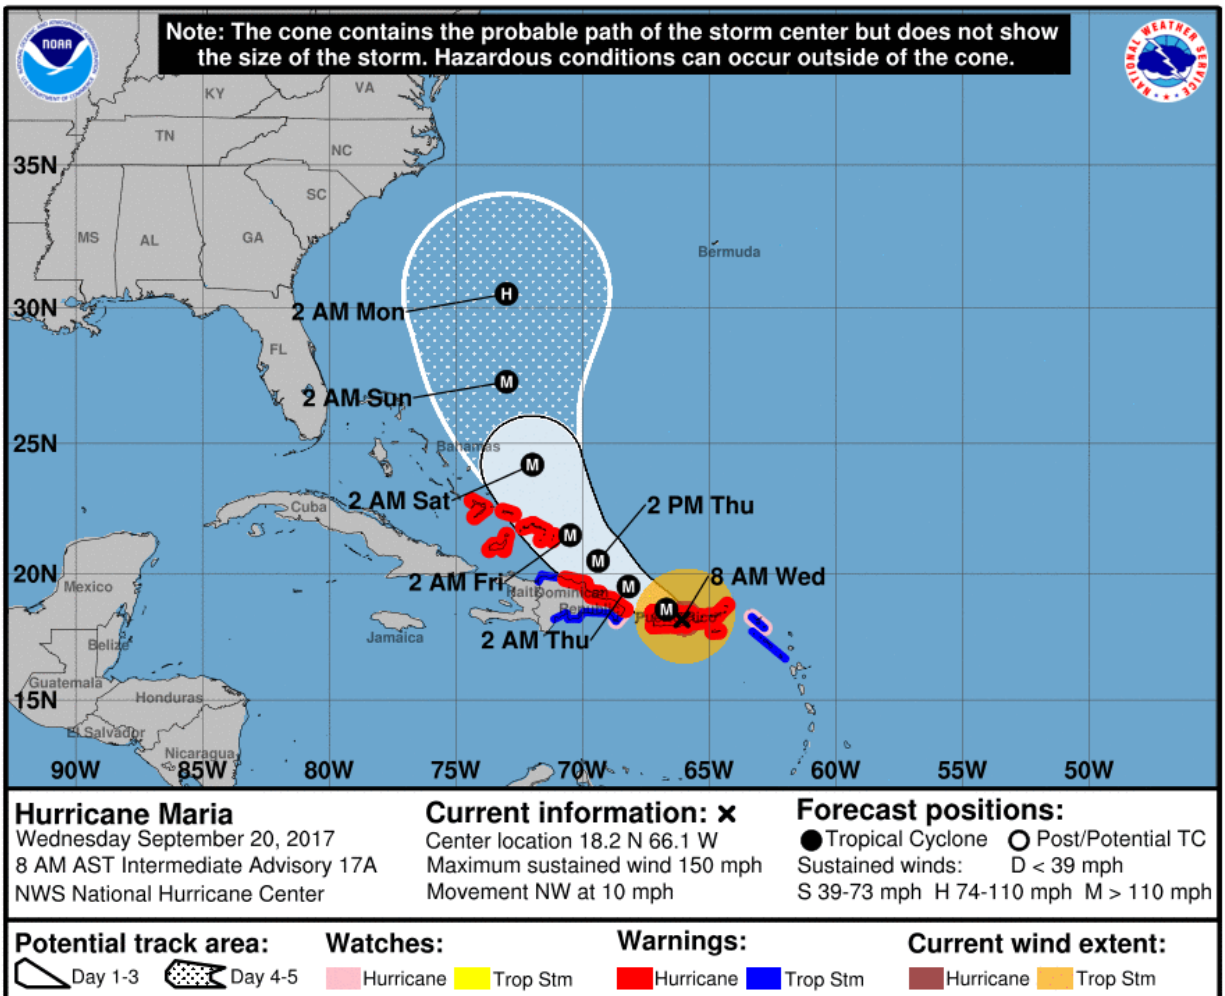 Note: The cone contains the probable path of the storm center but does not show
the size of the storm. Hazardous conditions can occur outside of the cone.
NOAA
NATIONAL WEATHER SERVICE
KY
VA
TN
NC
35N
SC
MS
AL
GA
Bermuda
H
2 AM Mon
30N
FL
M
2 AM Sun
25N
Bahamas
M
2 AM Sat
2 PM Thu
Cuba
M
M
20N
2 AM Fri
8 AM Wed
Mexico
Haiti
Dominican
M
M
Jamaica
2 AM Thu
Belize
Guatemala
15N
Honduras
El Salvador
Nicaragua
90W 85W 80W 75W 70W 65W 60W 55W 50W
Hurricane Maria
Wednesday September 20, 2017
8 AM AST Intermediate Advisory 17A
NWS National Hurricane Center
Current information: x
Center location 18.2 N 66.1 W
Maximum sustained wind 150 mph
Movement NW at 10 mph
Forecast positions:
Tropical Cyclone Post/Potential TC
Sustained winds: D < 39 mph
S 39-73 mph H 74-110 mph M > 110 mph
Potential track area:
Day 1-3 Day 4-5
Watches:
Hurricane Trop Stm
Warnings:
Hurricane Trop Stm
Current wind extent:
Hurricane Trop Stm